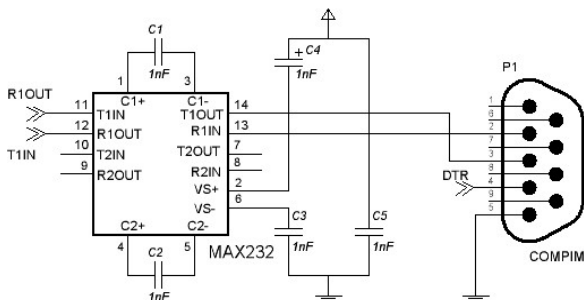 C1
1nF
1
3
C4
1nF
P1
R1OUT
11
12
T1IN
10
9
C1+
C1-
T1IN
T1OUT
R1OUT
R1IN
T2IN
T2OUT
R2OUT
R2IN
VS+
VS-
C2+
C2-
14
13
7
8
2
6
4
5
C2
1nF
MAX232
C3
1nF
C5
1nF
DTR
1
6
2
7
3
8
4
9
5
COMPIM